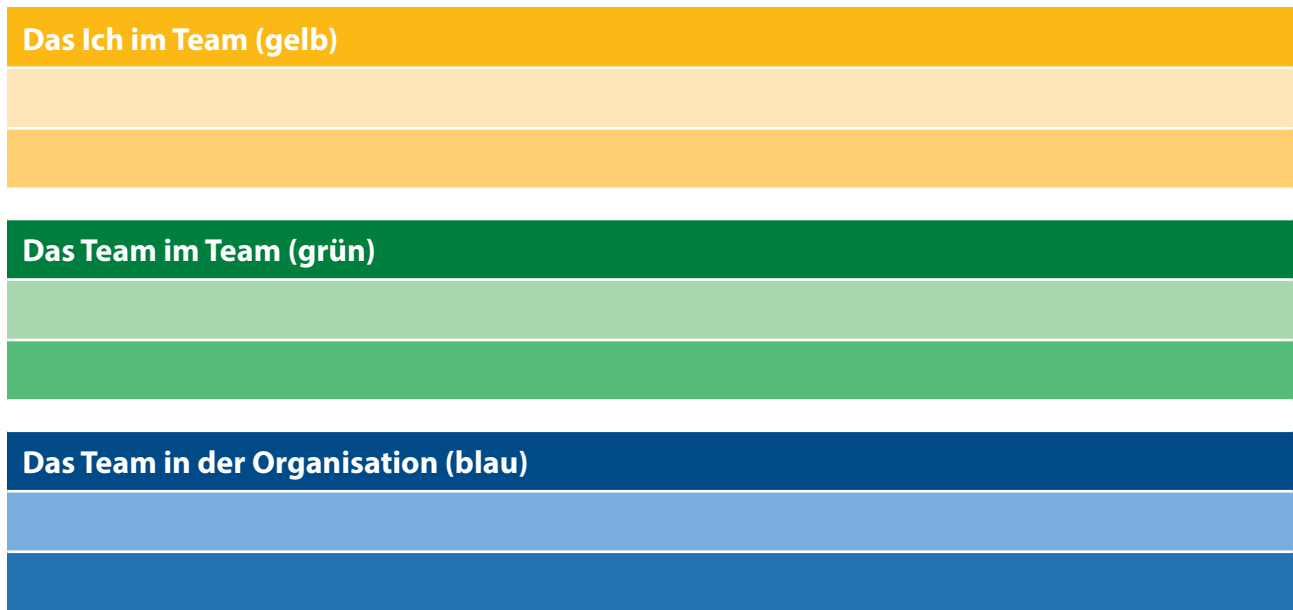 Das Ich im Team (gelb)
Das Team im Team (grün)
Das Team in der Organisation (blau)